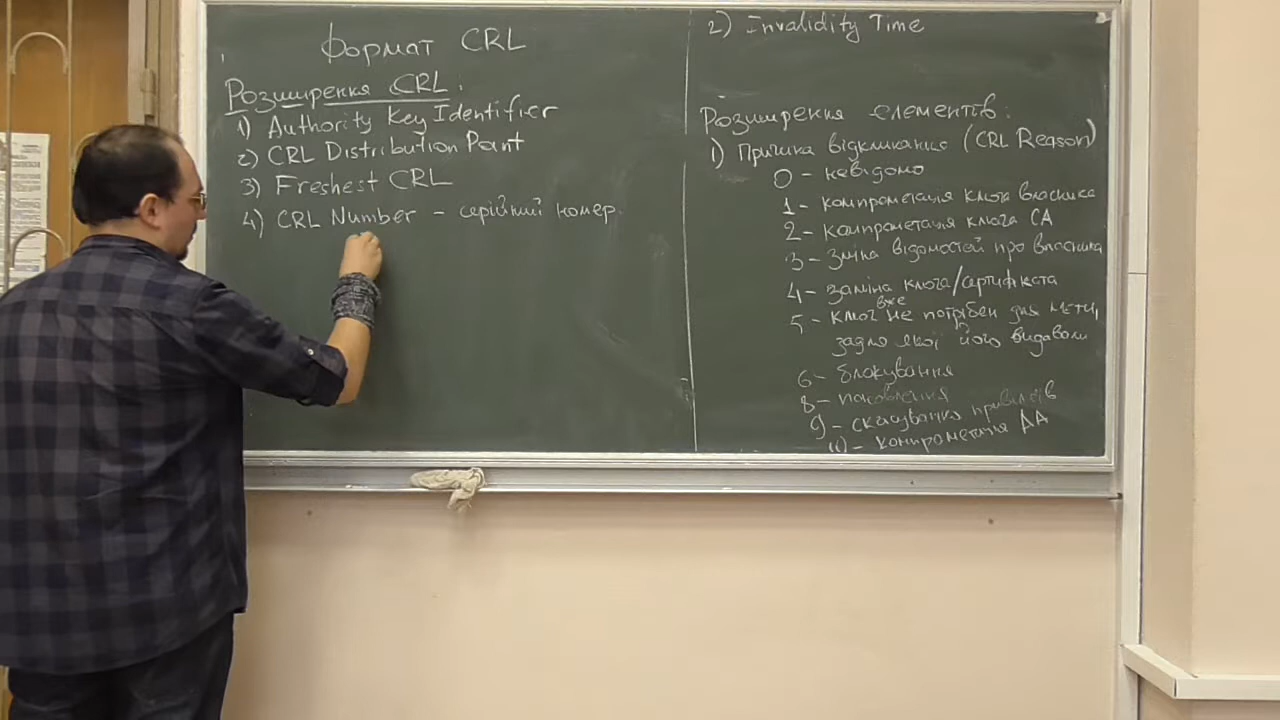 Формат CRL
Розширення CRL:
1) Authority Key Identifier
2) CRL Distribution Point
3) Freshest CRL
4) CRL Number – серійний номер
2) Invalidity Time
Розширення елементів:
1) Причина відкликання (CRL Reason)
0 – невідомо
1 – компрометація ключа власника
2 – компрометація ключа CA
3 – зміна відомостей про власника
4 – заміна ключа/сертифіката
5 – ключ вже не потрібен для мети,
задля якої його видавали
6 – блокування
8 – поновлення
9 – скасування привілеїв
10 – компрометація AA